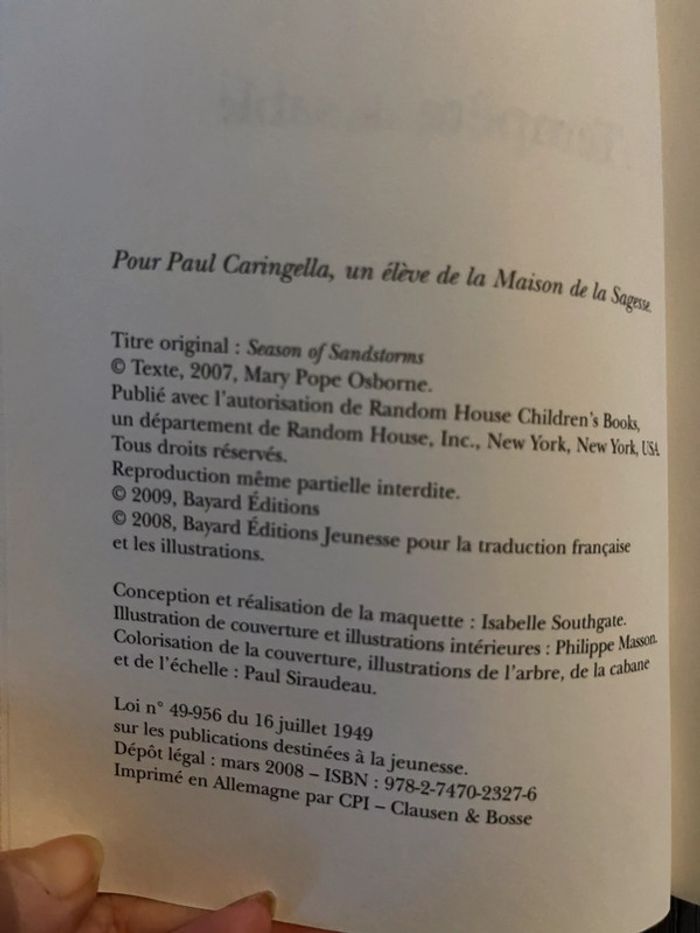 Pour Paul Caringella, un élève de la Maison de la Sagesse.
Titre original : Season of Sandstorms
© Texte, 2007, Mary Pope Osborne.
Publié avec l'autorisation de Random House Children's Books,
un département de Random House, Inc., New York, New York, USA
Tous droits réservés.
Reproduction même partielle interdite.
© 2009, Bayard Éditions
© 2008, Bayard Éditions Jeunesse pour la traduction française
et les illustrations.
Conception et réalisation de la maquette : Isabelle Southgate.
Illustration de couverture et illustrations intérieures : Philippe Masson.
Colorisation de la couverture, illustrations de l'arbre, de la cabane
et de l'échelle : Paul Siraudeau.
Loi n° 49-956 du 16 juillet 1949
sur les publications destinées à la jeunesse.
Dépôt légal : mars 2008 – ISBN : 978-2-7470-2327-6
Imprimé en Allemagne par CPI – Clausen & Bosse